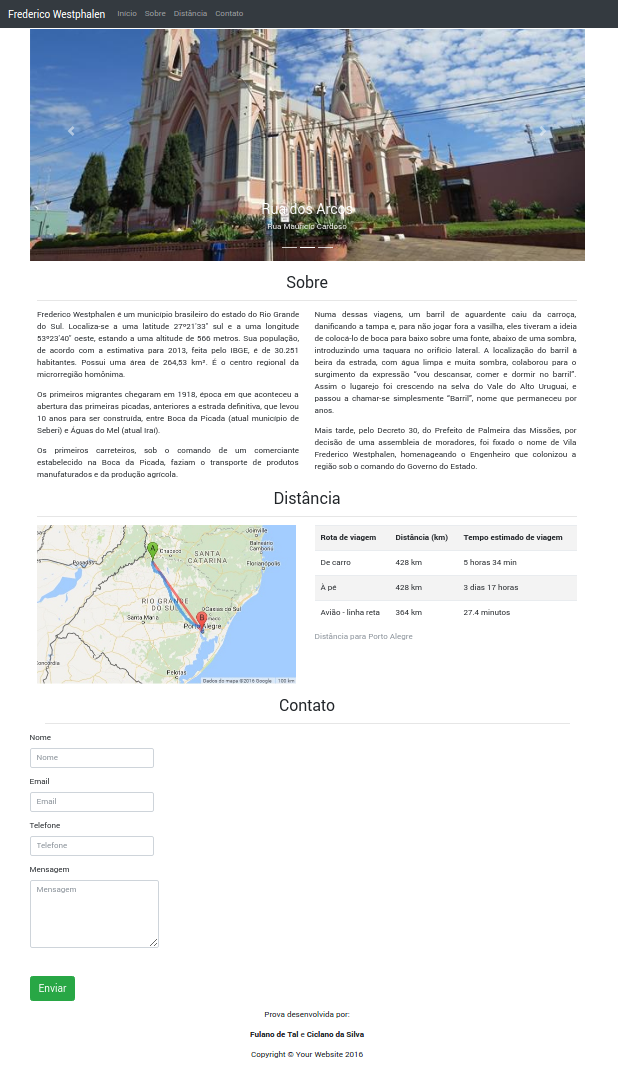 Frederico Westphalen Início Sobre Distância Contato
Rua dos Arcos
Rua Maurício Cardoso
Sobre
Frederico Westphalen é um município brasileiro do estado do Rio Grande
do Sul. Localiza-se a uma latitude 27º21'33" sul e a uma longitude
53º23'40" oeste, estando a uma altitude de 566 metros. Sua população,
de acordo com a estimativa para 2013, feita pelo IBGE, é de 30.251
habitantes. Possui uma área de 264,53 km². É o centro regional da
microrregião homônima.
Os primeiros migrantes chegaram em 1918, época em que aconteceu a
abertura das primeiras picadas, anteriores a estrada definitiva, que levou
10 anos para ser construída, entre Boca da Picada (atual município de
Seberi) e Águas do Mel (atual Iraí).
Os primeiros carreteiros, sob o comando de um comerciante
estabelecido na Boca da Picada, faziam o transporte de produtos
manufaturados e da produção agrícola.
Numa dessas viagens, um barril de aguardente caiu da carroça,
danificando a tampa e, para não jogar fora a vasilha, eles tiveram a ideia
de colocá-lo de boca para baixo sobre uma fonte, abaixo de uma sombra,
introduzindo uma taquara no orifício lateral. A localização do barril à
beira da estrada, com água limpa e muita sombra, colaborou para o
surgimento da expressão “vou descansar, comer e dormir no barril”.
Assim o lugarejo foi crescendo na selva do Vale do Alto Uruguai, e
passou a chamar-se simplesmente “Barril”, nome que permaneceu por
anos.
Mais tarde, pelo Decreto 30, do Prefeito de Palmeira das Missões, por
decisão de uma assembleia de moradores, foi fixado o nome de Vila
Frederico Westphalen, homenageando o Engenheiro que colonizou a
região sob o comando do Governo do Estado.
Distância
Joinville
Balneário
Camboriú
Florianópolis
Chapecó
SANTA
CATARINA
Posadas
A
RIO GRANDE
DO SUL
Caxias do Sul
Santa Maria
B
Porto Alegre
Pelotas
Concordia
Dados do mapa ©2016 Google 100 km
Rota de viagem Distância (km) Tempo estimado de viagem
De carro 428 km 5 horas 34 min
À pé 428 km 3 dias 17 horas
Avião - linha reta 364 km 27.4 minutos
Distância para Porto Alegre
Contato
Nome
Nome
Email
Email
Telefone
Telefone
Mensagem
Mensagem
Enviar
Prova desenvolvida por:
Fulano de Tal e Ciclano da Silva
Copyright © Your Website 2016